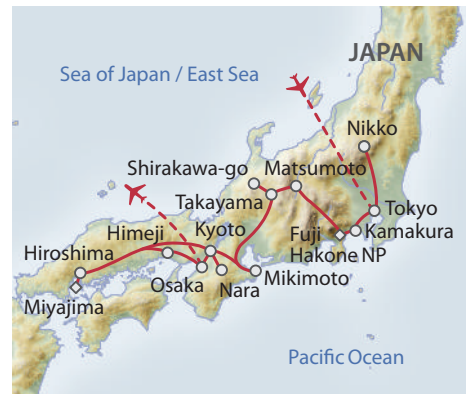 JAPAN
Sea of Japan / East Sea
Nikko
Shirakawa-go
Matsumoto
Takayama
Tokyo
Himeji
Kyoto
Fuji
Kamakura
Hiroshima
Hakone NP
Osaka
Mikimoto
Nara
Miyajima
Pacific Ocean